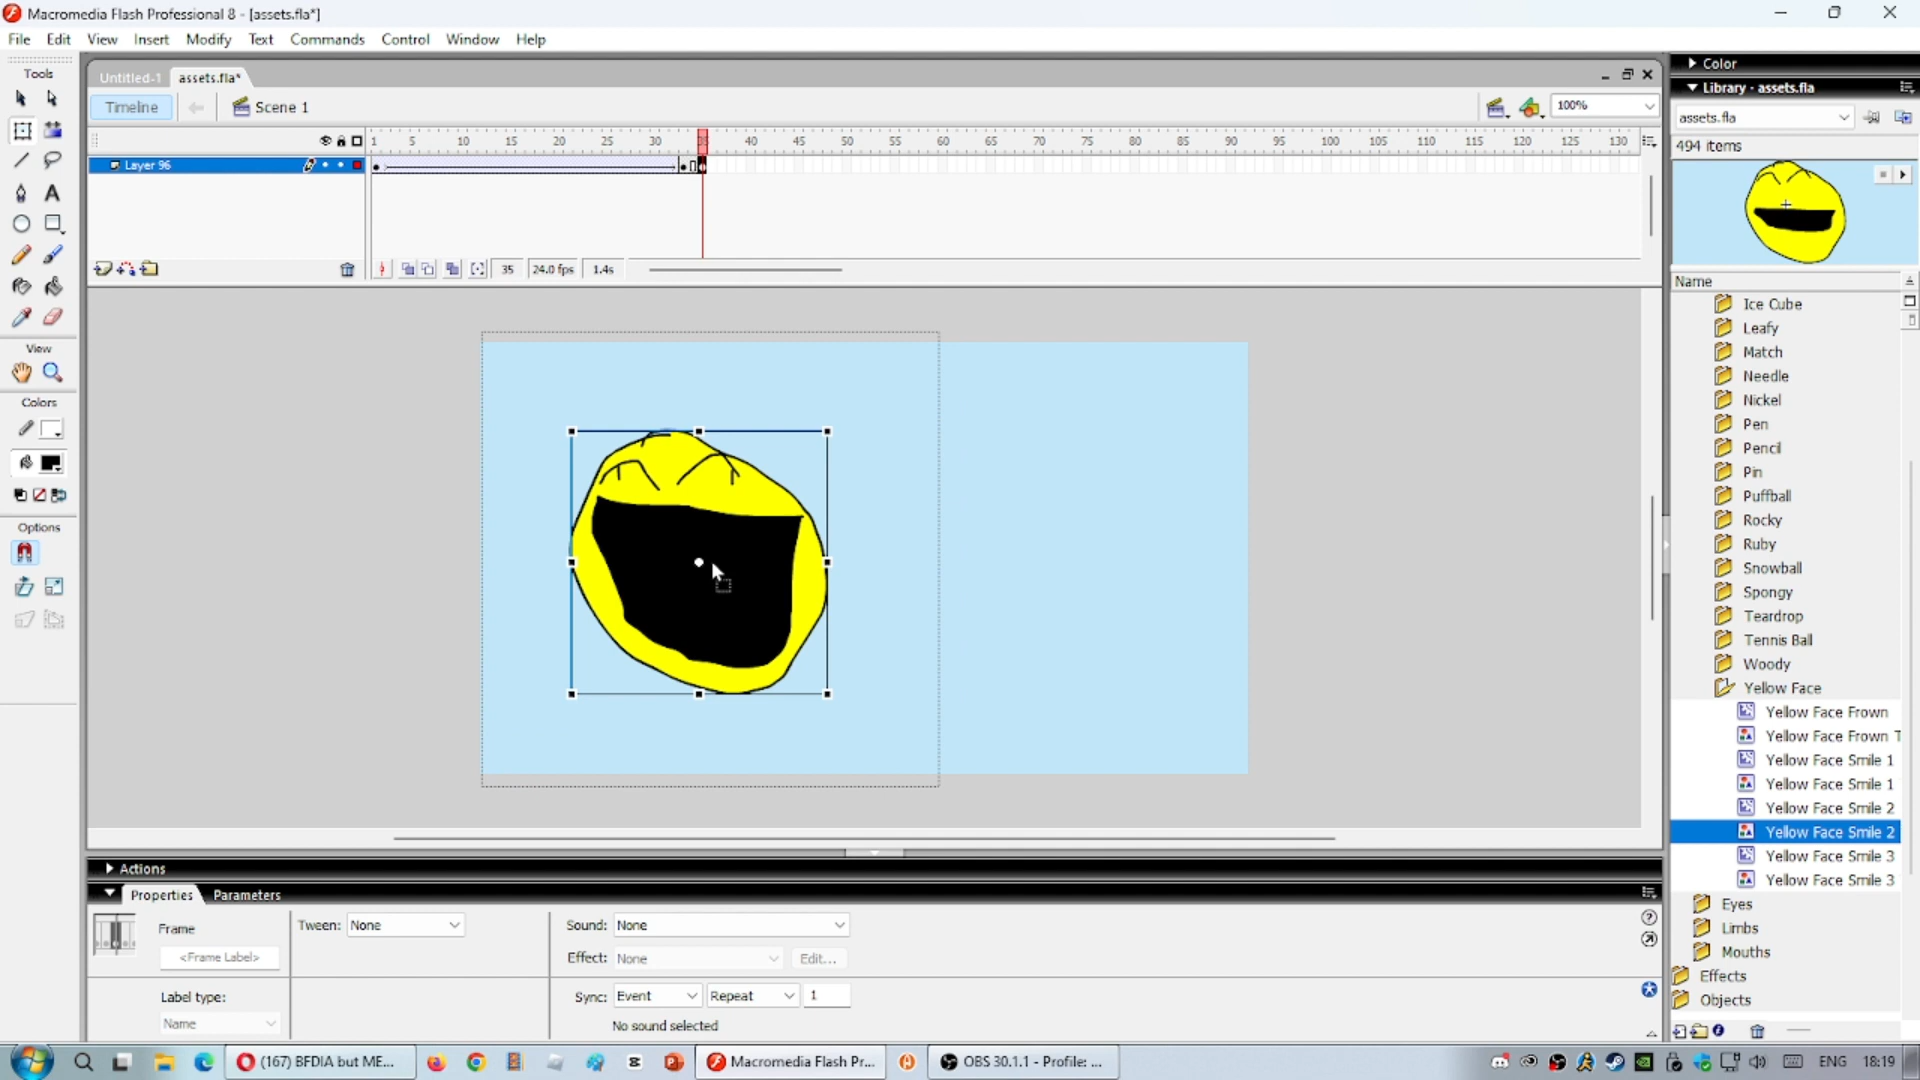 Macromedia Flash Professional 8 - [assets.fla*]
File Edit View Insert Modify Text Commands Control Window Help
Tools
Untitled-1 assets.fla*
Timeline Scene 1 100%
1 5 10 15 20 25 30 35 40 45 50 55 60 65 70 75 80 85 90 95 100 105 110 115 120 125 130
Layer 96
35 24.0 fps 1.4s
View
Colors
Options
Color
Library - assets.fla
assets.fla
494 items
Name
Ice Cube
Leafy
Match
Needle
Nickel
Pen
Pencil
Pin
Puffball
Rocky
Ruby
Snowball
Spongy
Teardrop
Tennis Ball
Woody
Yellow Face
Yellow Face Frown
Yellow Face Frown T
Yellow Face Smile 1
Yellow Face Smile 1
Yellow Face Smile 2
Yellow Face Smile 2
Yellow Face Smile 3
Yellow Face Smile 3
Eyes
Limbs
Mouths
Effects
Objects
Actions
Properties Parameters
Frame
<Frame Label>
Label type:
Name
Tween: None
Sound: None
Effect: None Edit...
Sync: Event Repeat 1
No sound selected
(167) BFDIA but ME... Macromedia Flash Pr... OBS 30.1.1 - Profile: ... ENG 18:19